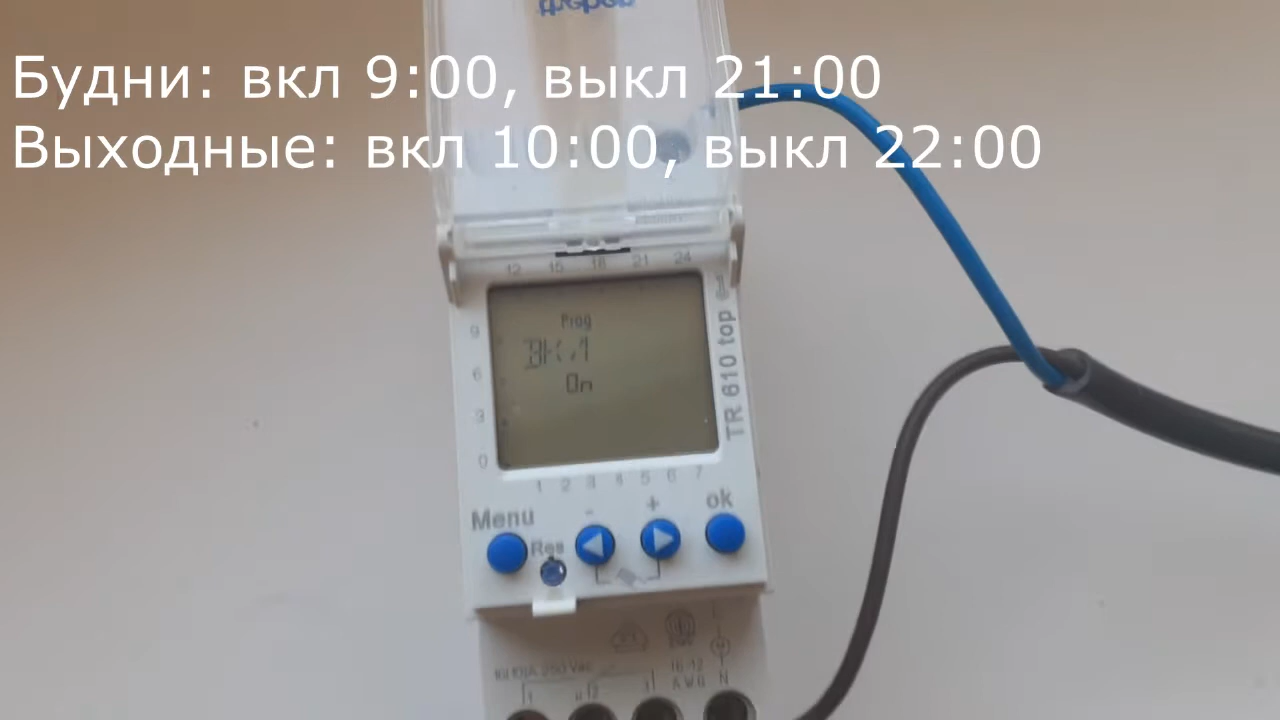 Будни: вкл 9:00, выкл 21:00
Выходные: вкл 10:00, выкл 22:00
12 15 18 21 24
9
Prog
6
On
3
0
TR 610 top
1 2 3 4 5 6 7
Menu - + ok
Res
250 Vac
N